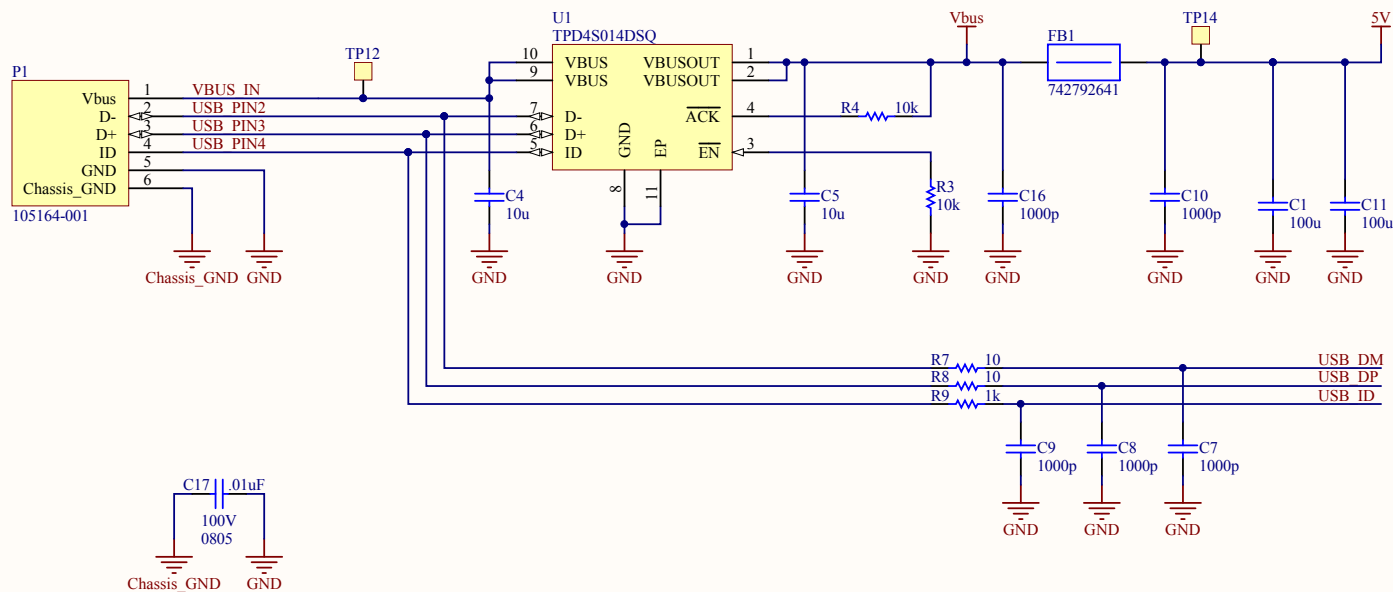 U1
TPD4S014DSQ
Vbus
TP14
5V
TP12
FB1
742792641
P1
105164-001
Vbus 1 VBUS_IN
D- 2 USB_PIN2
D+ 3 USB_PIN3
ID 4 USB_PIN4
GND 5
Chassis_GND 6
10 VBUS VBUSOUT 1
9 VBUS VBUSOUT 2
7 D- ACK 4
6 D+
5 ID EN 3
GND EP
8 11
R4 10k
R3
10k
C4
10u
C5
10u
C16
1000p
C10
1000p
C1
100u
C11
100u
Chassis_GND GND GND GND GND GND GND GND GND GND
R7 10 USB_DM
R8 10 USB_DP
R9 1k USB_ID
C9
1000p
C8
1000p
C7
1000p
GND GND GND
C17 .01uF
100V
0805
Chassis_GND GND